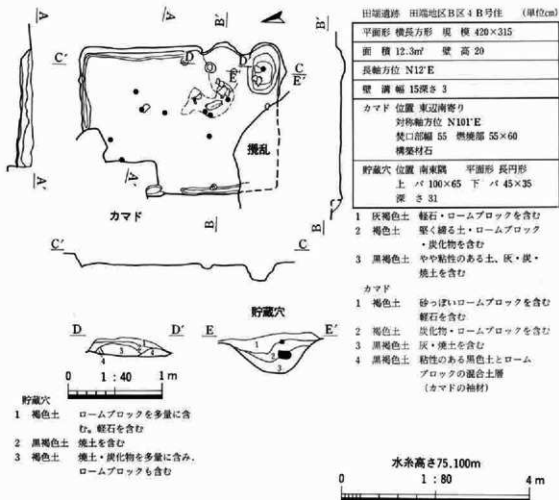 田端遺跡 田端地区B区4B号住 (単位cm)
平面形 横長方形 規模 420×315
面積 12.3㎡ 壁高 20
長軸方位 N12°E
壁溝 幅 15 深さ 3
カマド 位置 東辺南寄り
対称軸方位 N101°E
焚口部幅 55 燃焼部 55×60
構築材石
貯蔵穴 位置 南東隅 平面形 長円形
上バ 100×65 下バ 45×35
深さ 31
1 灰褐色土 軽石・ロームブロックを含む
2 褐色土 堅く締る土・ロームブロック
・炭化物を含む
3 黒褐色土 やや粘性のある土、灰・炭・
焼土を含む
カマド
1 褐色土 砂っぽいロームブロックを含む
軽石を含む
2 褐色土 炭化物・ロームブロックを含む
3 黒褐色土 灰・焼土を含む
4 黒褐色土 粘性のある黒色土とローム
ブロックの混合土層
(カマドの袖材)
A
A'
B'
B
C'
C
D
D'
E
E'
攪乱
A'
A
B
B'
カマド
C'
C
貯蔵穴
D
D'
E
E'
1
2
3
4
4
1
2
3
0 1:40 1m
貯蔵穴
1 褐色土 ロームブロックを多量に含
む。軽石を含む
2 黒褐色土 焼土を含む
3 褐色土 焼土・炭化物を多量に含み、
ロームブロックも含む
水糸高さ75.100m
0 1:80 4m